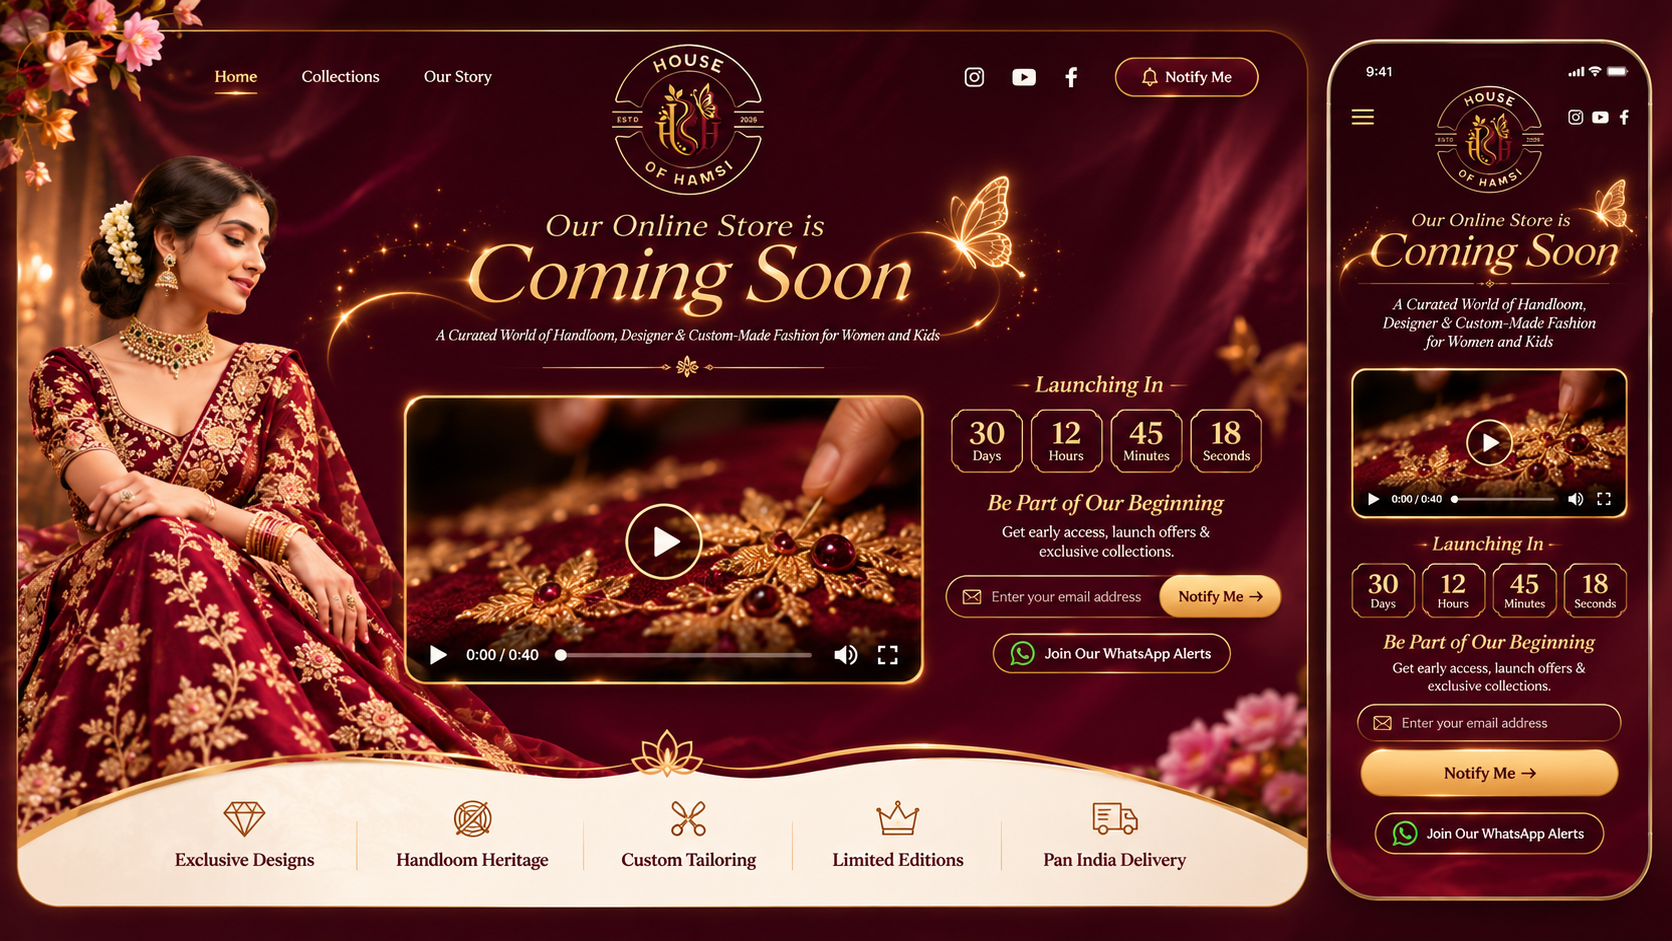 Home
Collections
Our Story
HOUSE
ESTD
2026
OF HAMSI
Notify Me
Our Online Store is
Coming Soon
A Curated World of Handloom, Designer & Custom-Made Fashion for Women and Kids
0:00 / 0:40
Launching In
30 12 45 18
Days Hours Minutes Seconds
Be Part of Our Beginning
Get early access, launch offers &
exclusive collections.
Enter your email address
Notify Me →
Join Our WhatsApp Alerts
Exclusive Designs
Handloom Heritage
Custom Tailoring
Limited Editions
Pan India Delivery
9:41
HOUSE
ESTD
2026
OF HAMSI
Our Online Store is
Coming Soon
A Curated World of Handloom,
Designer & Custom-Made Fashion
for Women and Kids
0:00 / 0:40
Launching In
30 12 45 18
Days Hours Minutes Seconds
Be Part of Our Beginning
Get early access, launch offers &
exclusive collections.
Enter your email address
Notify Me →
Join Our WhatsApp Alerts